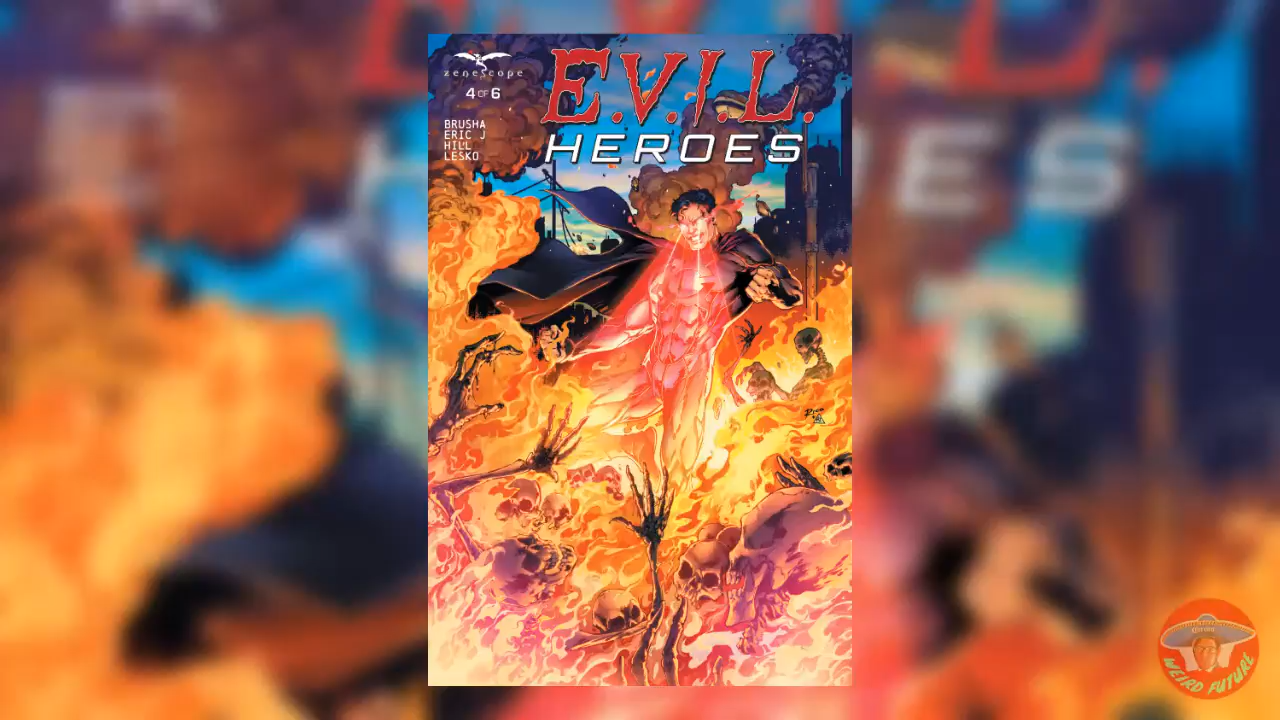 zenescope
4 OF 6
E.V.I.L.
HEROES
BRUSHA
ERIC J
HILL
LESKO
WEIRD FUTURE